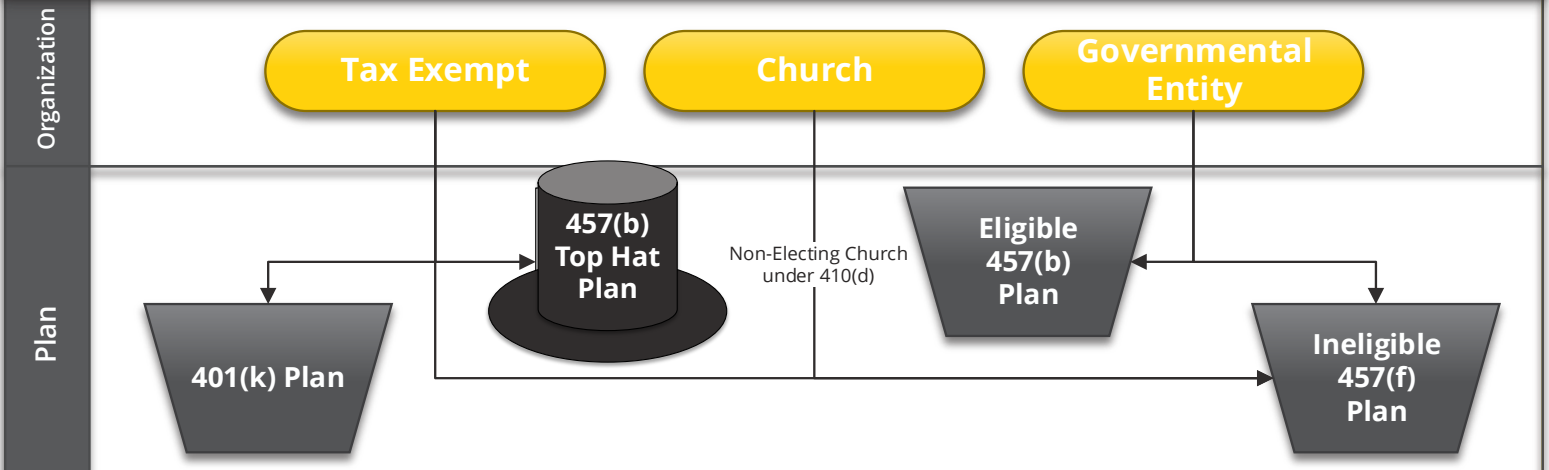 Organization
Tax Exempt
Church
Governmental
Entity
Plan
457(b)
Top Hat
Plan
Non-Electing Church
under 410(d)
Eligible
457(b)
Plan
401(k) Plan
Ineligible
457(f)
Plan